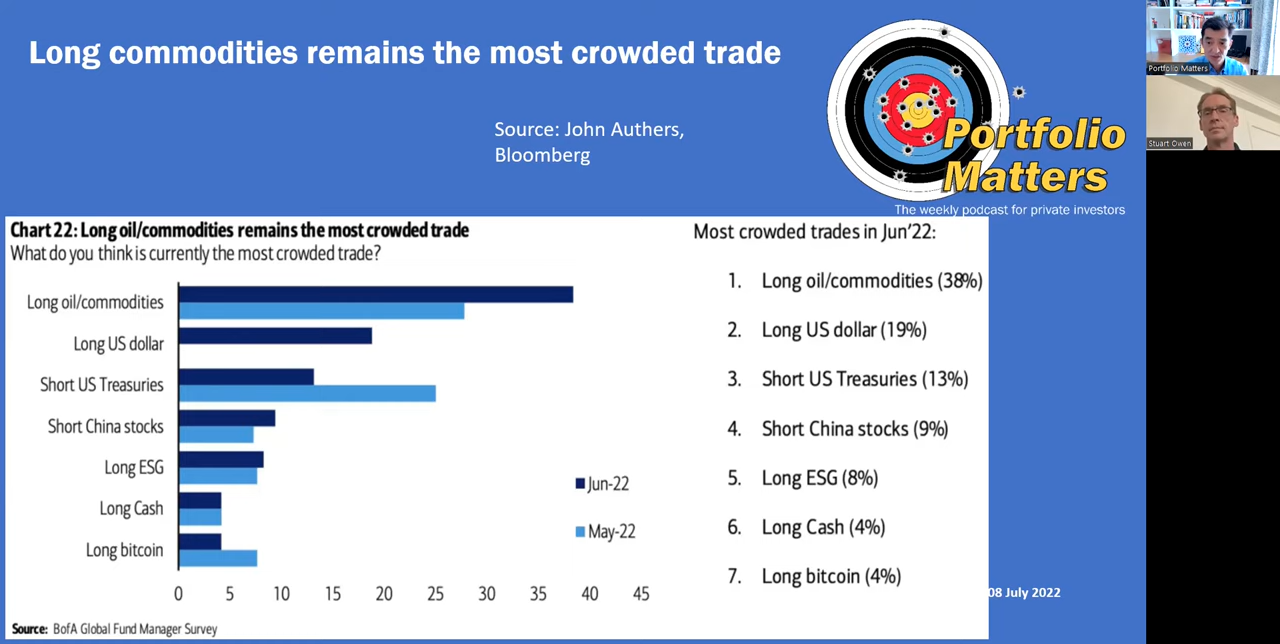 Long commodities remains the most crowded trade
Source: John Authers,
Bloomberg
Portfolio
Matters
The weekly podcast for private investors
Portfolio Matters
Stuart Owen
Chart 22: Long oil/commodities remains the most crowded trade
What do you think is currently the most crowded trade?
Long oil/commodities
Long US dollar
Short US Treasuries
Short China stocks
Long ESG
Long Cash
Long bitcoin
Jun-22
May-22
0 5 10 15 20 25 30 35 40 45
Source: BofA Global Fund Manager Survey
Most crowded trades in Jun'22:
1. Long oil/commodities (38%)
2. Long US dollar (19%)
3. Short US Treasuries (13%)
4. Short China stocks (9%)
5. Long ESG (8%)
6. Long Cash (4%)
7. Long bitcoin (4%)
08 July 2022